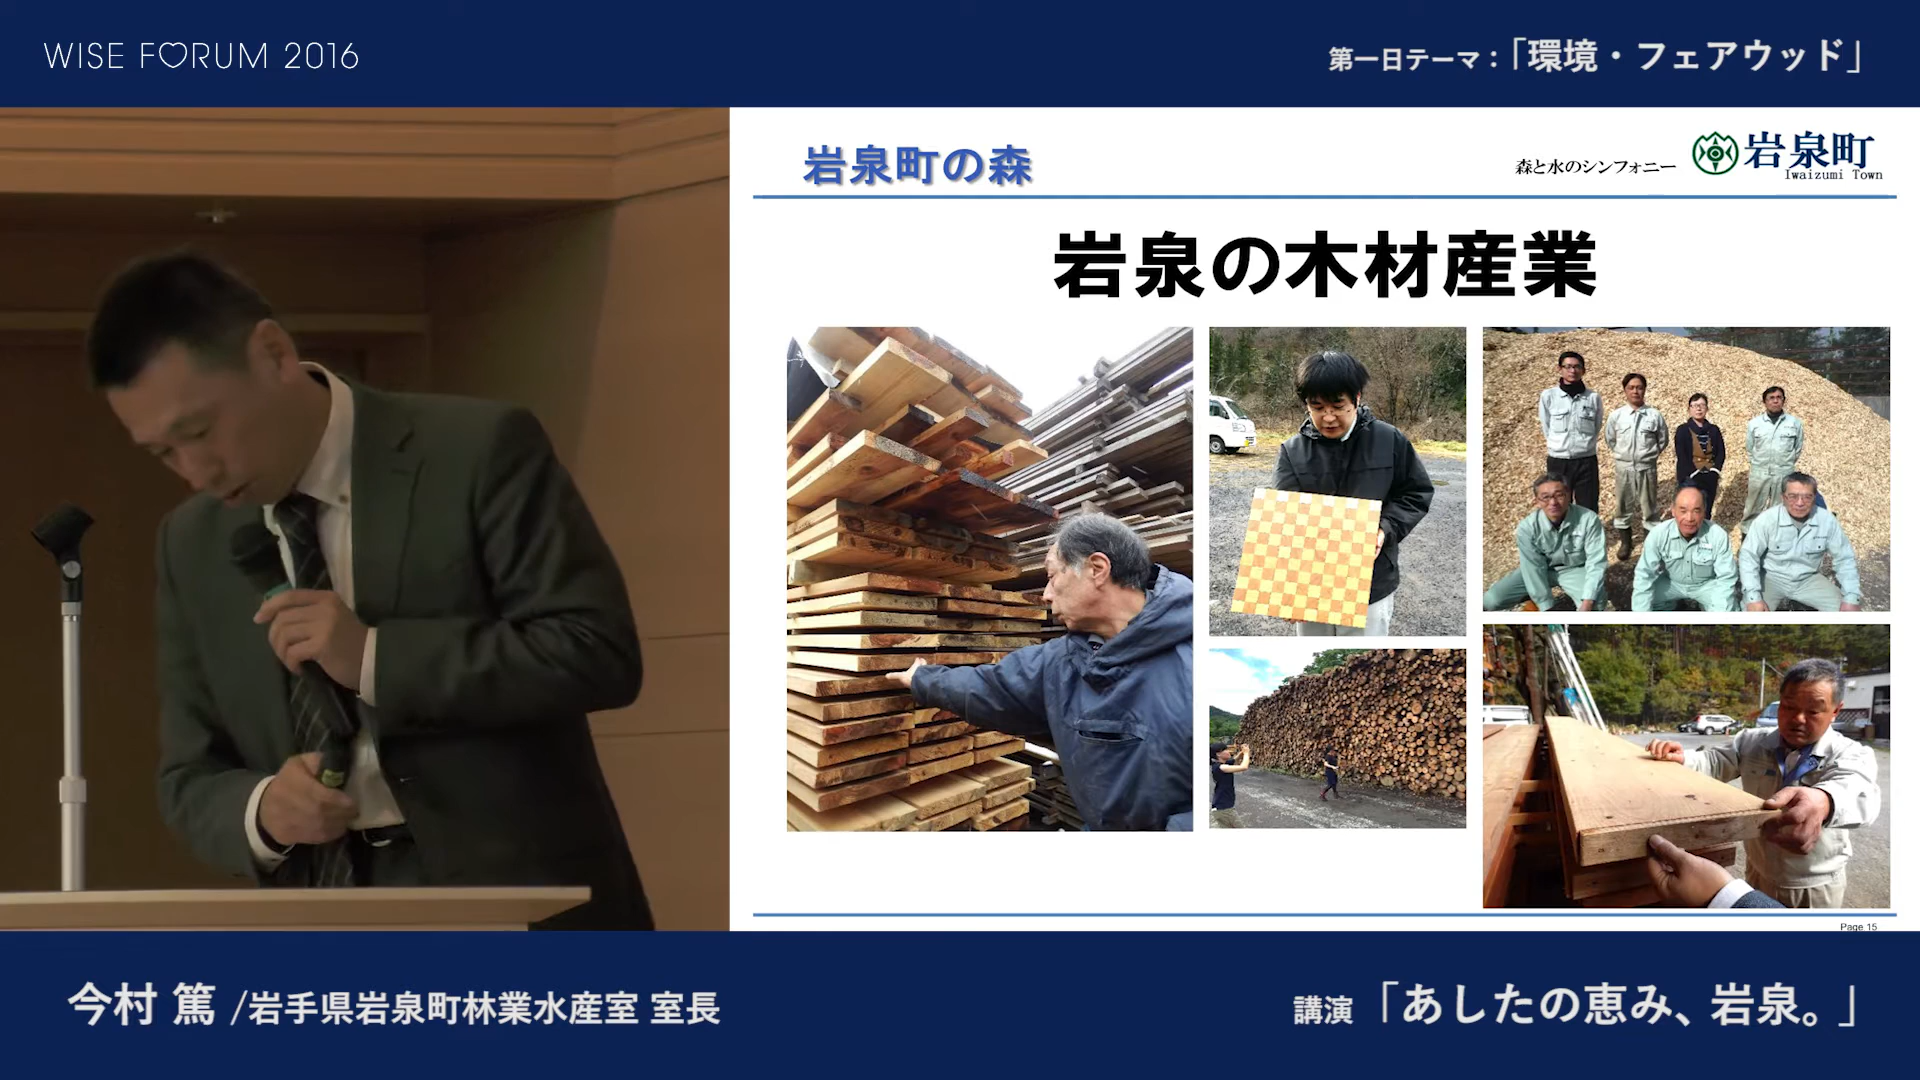 WISE FORUM 2016
第一日テーマ：「環境・フェアウッド」
岩泉町の森
森と水のシンフォニー
岩泉町
Iwaizumi Town
岩泉の木材産業
Page 15
今村 篤 /岩手県岩泉町林業水産室 室長
講演 「あしたの恵み、岩泉。」